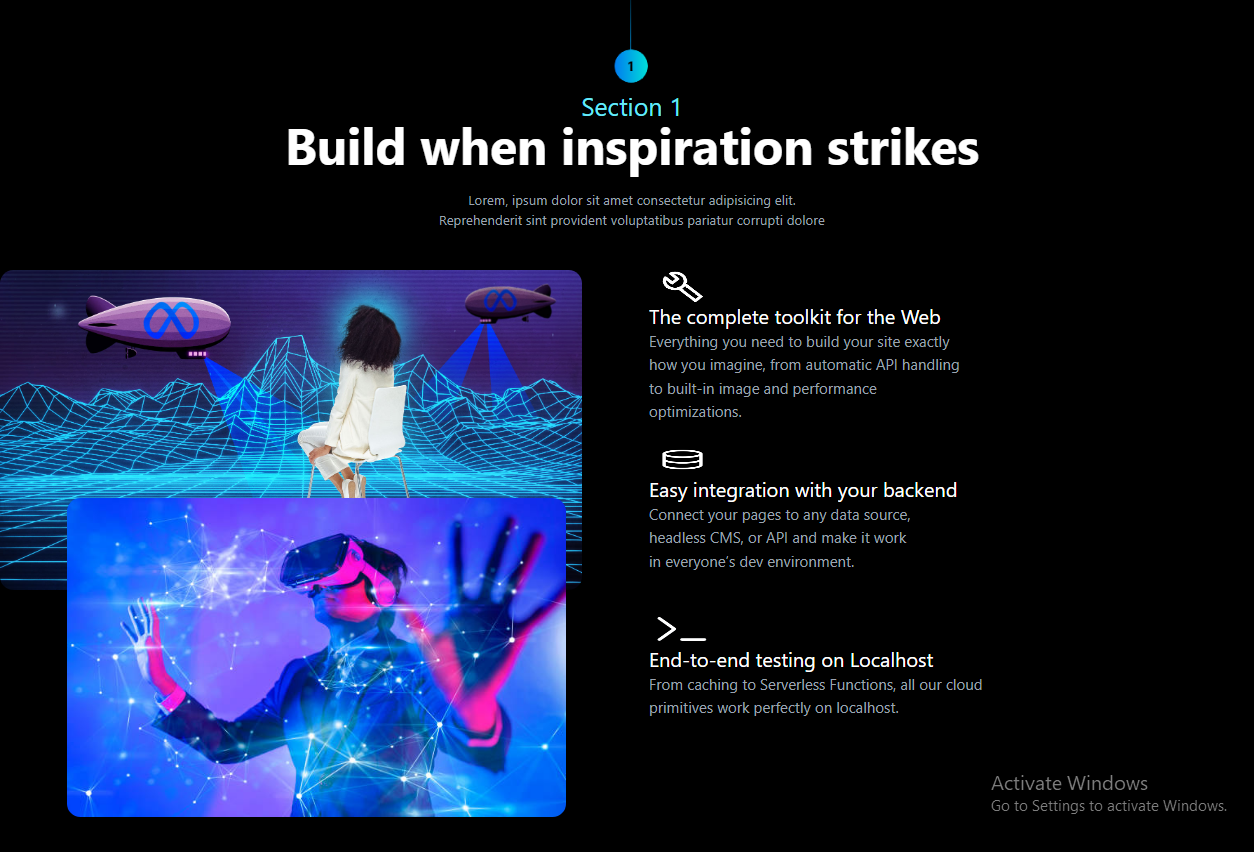 1
Section 1
Build when inspiration strikes
Lorem, ipsum dolor sit amet consectetur adipisicing elit.
Reprehenderit sint provident voluptatibus pariatur corrupti dolore
The complete toolkit for the Web
Everything you need to build your site exactly
how you imagine, from automatic API handling
to built-in image and performance
optimizations.
Easy integration with your backend
Connect your pages to any data source,
headless CMS, or API and make it work
in everyone's dev environment.
End-to-end testing on Localhost
From caching to Serverless Functions, all our cloud
primitives work perfectly on localhost.
Activate Windows
Go to Settings to activate Windows.